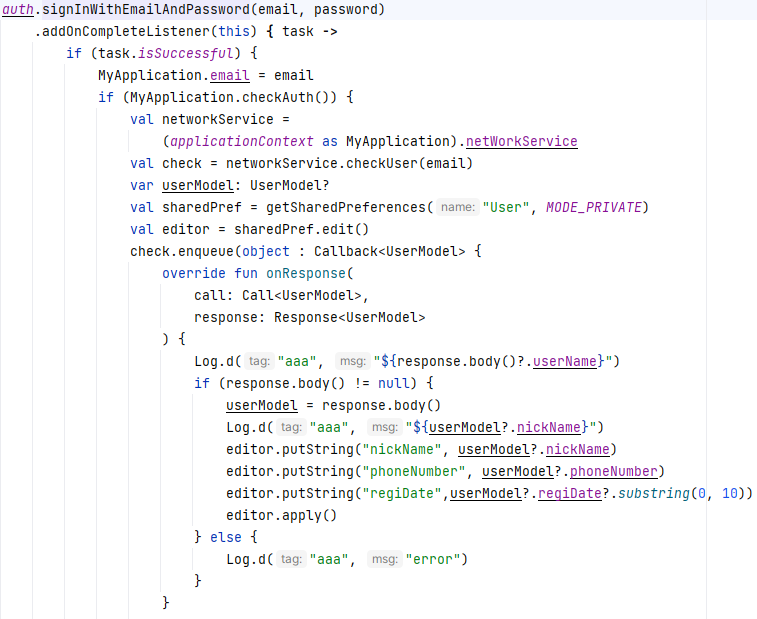 auth.signInWithEmailAndPassword(email, password)
.addOnCompleteListener(this) { task ->
if (task.isSuccessful) {
MyApplication.email = email
if (MyApplication.checkAuth()) {
val networkService =
(applicationContext as MyApplication).netWorkService
val check = networkService.checkUser(email)
var userModel: UserModel?
val sharedPref = getSharedPreferences( name: "User", MODE_PRIVATE)
val editor = sharedPref.edit()
check.enqueue(object : Callback<UserModel> {
override fun onResponse(
call: Call<UserModel>,
response: Response<UserModel>
) {
Log.d( tag: "aaa", msg: "${response.body()?.userName}")
if (response.body() != null) {
userModel = response.body()
Log.d( tag: "aaa", msg: "${userModel?.nickName}")
editor.putString("nickName", userModel?.nickName)
editor.putString("phoneNumber", userModel?.phoneNumber)
editor.putString("regiDate",userModel?.regiDate?.substring(0, 10))
editor.apply()
} else {
Log.d( tag: "aaa", msg: "error")
}
}